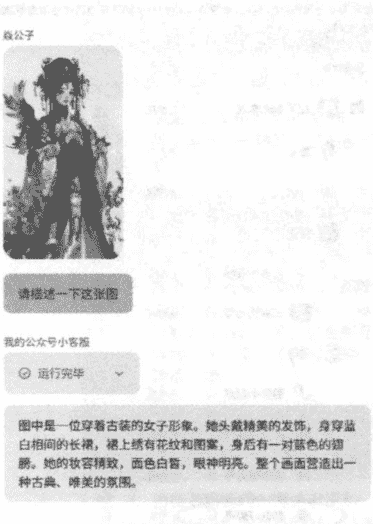 焱公子
请描述一下这张图
我的公众号小客服
运行完毕
图中是一位穿着古装的女子形象。她头戴精美的发饰，身穿蓝
白相间的长裙，裙上绣有花纹和图案，身后有一对蓝色的翅
膀。她的妆容精致，面色白皙，眼神明亮。整个画面营造出一
种古典、唯美的氛围。